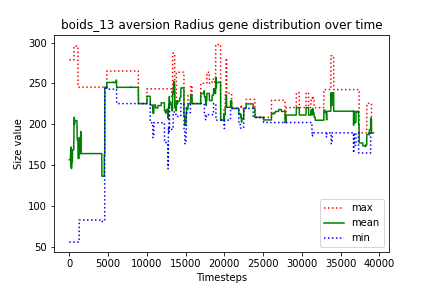 boids_13 aversion Radius gene distribution over time
Size value
300
250
200
150
100
50
0
5000
10000
15000
20000
25000
30000
35000
40000
Timesteps
max
mean
min